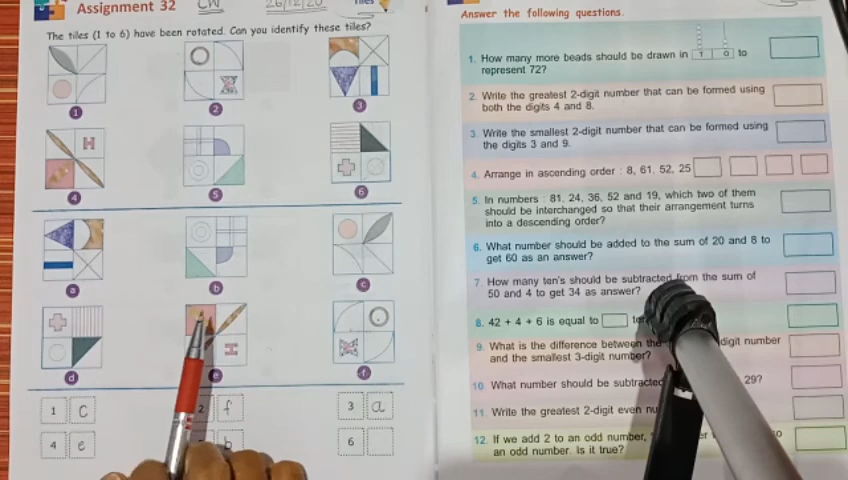 Assignment 32
CW
26/12/20
The tiles (1 to 6) have been rotated. Can you identify these tiles?
1
2
3
H
4
5
6
a
b
c
H
d
e
f
1 C
2 f
3 a
4 e
b
6
Answer the following questions.
1. How many more beads should be drawn in T O to
represent 72?
2. Write the greatest 2-digit number that can be formed using
both the digits 4 and 8.
3. Write the smallest 2-digit number that can be formed using
the digits 3 and 9.
4. Arrange in ascending order : 8, 61, 52, 25
5. In numbers : 81, 24, 36, 52 and 19, which two of them
should be interchanged so that their arrangement turns
into a descending order?
6. What number should be added to the sum of 20 and 8 to
get 60 as an answer?
7. How many ten's should be subtracted from the sum of
50 and 4 to get 34 as answer?
8. 42 + 4 + 6 is equal to
9. What is the difference between the digit number
and the smallest 3-digit number?
10. What number should be subtracted 29?
11. Write the greatest 2-digit even
12. If we add 2 to an odd number,
an odd number. Is it true?